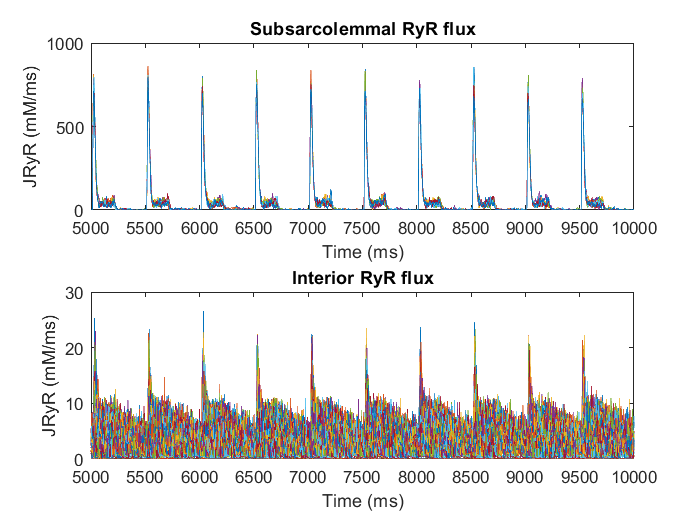 Subsarcolemmal RyR flux
1000
500
0
JRyR (mM/ms)
5000 5500 6000 6500 7000 7500 8000 8500 9000 9500 10000
Time (ms)
Interior RyR flux
30
20
10
0
JRyR (mM/ms)
5000 5500 6000 6500 7000 7500 8000 8500 9000 9500 10000
Time (ms)